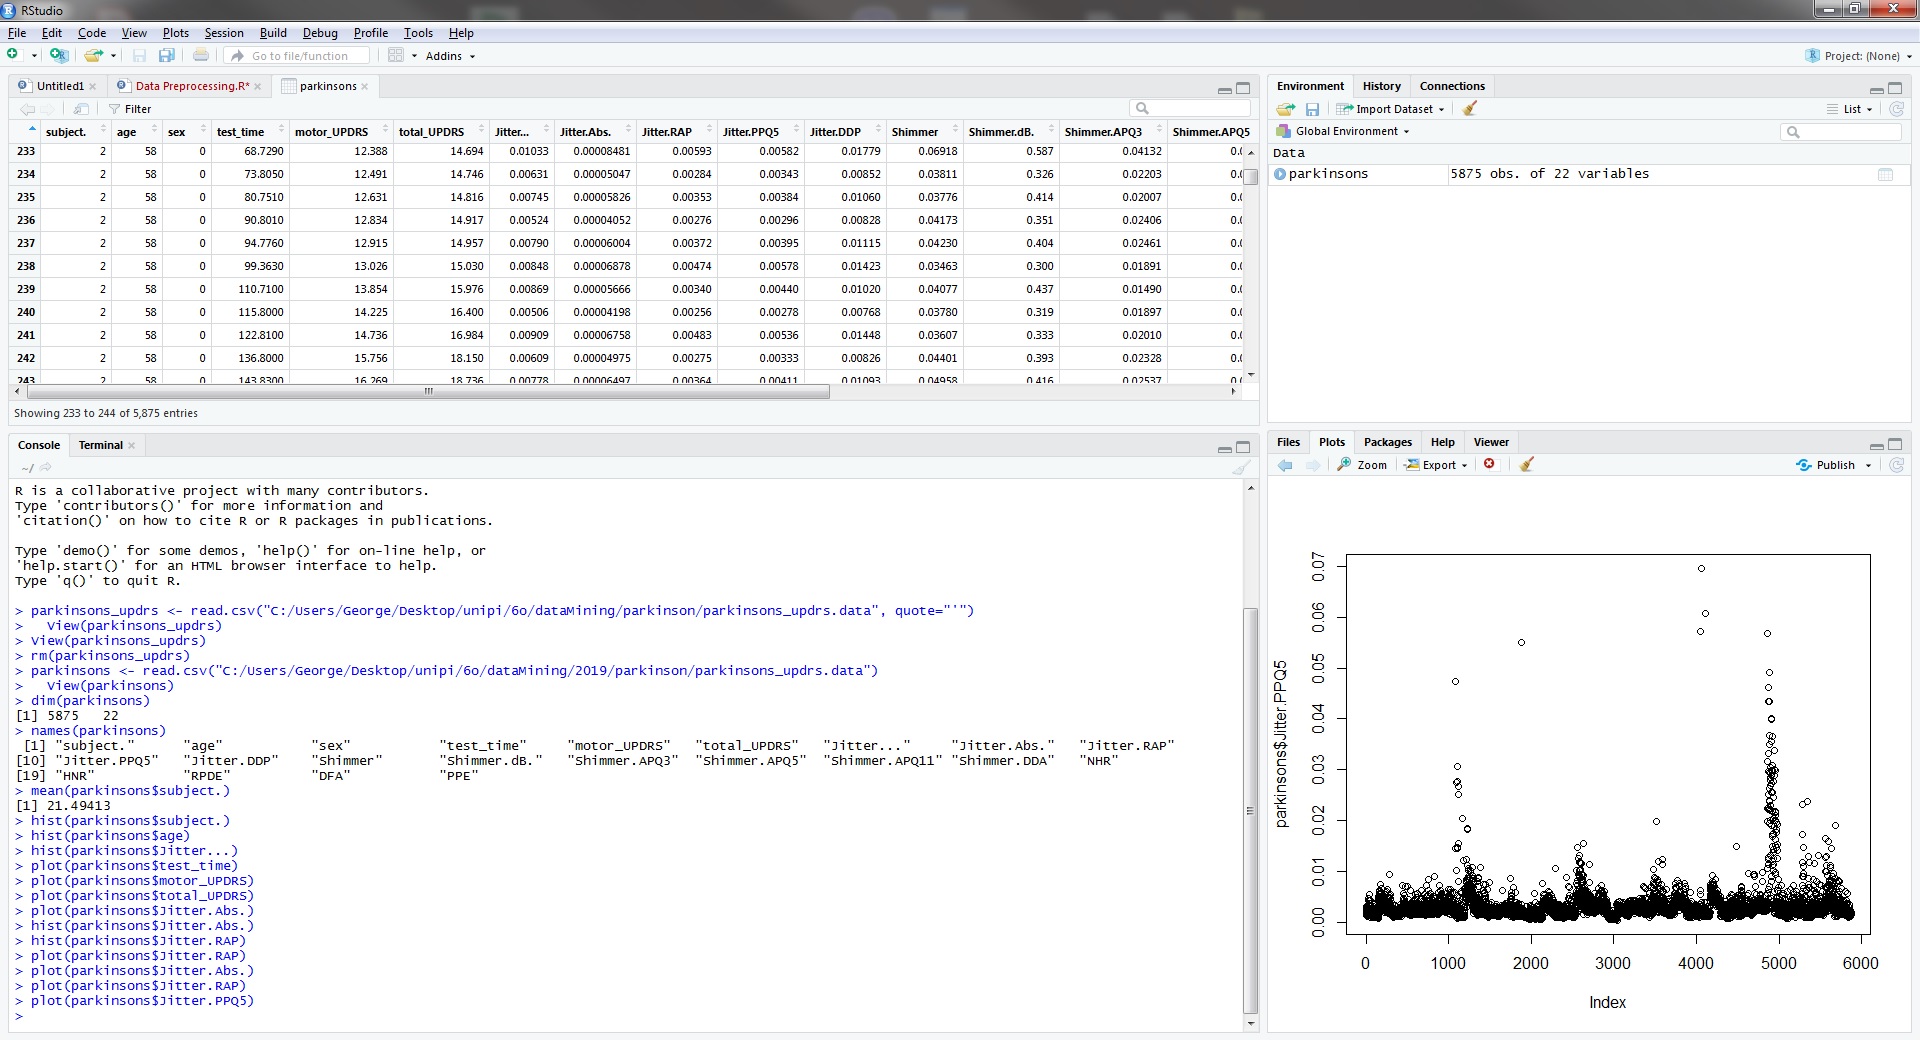 RStudio
File Edit Code View Plots Session Build Debug Profile Tools Help
Go to file/function Addins Project: (None)
Untitled1 Data Preprocessing.R* parkinsons
Filter
subject. age sex test_time motor_UPDRS total_UPDRS Jitter... Jitter.Abs. Jitter.RAP Jitter.PPQ5 Jitter.DDP Shimmer Shimmer.dB. Shimmer.APQ3 Shimmer.APQ5
233 2 58 0 68.7290 12.388 14.694 0.01033 0.00008481 0.00593 0.00582 0.01779 0.06918 0.587 0.04132
234 2 58 0 73.8050 12.491 14.746 0.00631 0.00005047 0.00284 0.00343 0.00852 0.03811 0.326 0.02203
235 2 58 0 80.7510 12.631 14.816 0.00745 0.00005826 0.00353 0.00384 0.01060 0.03776 0.414 0.02007
236 2 58 0 90.8010 12.834 14.917 0.00524 0.00004052 0.00276 0.00296 0.00828 0.04173 0.351 0.02406
237 2 58 0 94.7760 12.915 14.957 0.00790 0.00006004 0.00372 0.00395 0.01115 0.04230 0.404 0.02461
238 2 58 0 99.3630 13.026 15.030 0.00848 0.00006878 0.00474 0.00578 0.01423 0.03463 0.300 0.01891
239 2 58 0 110.7100 13.854 15.976 0.00869 0.00005666 0.00340 0.00440 0.01020 0.04077 0.437 0.01490
240 2 58 0 115.8000 14.225 16.400 0.00506 0.00004198 0.00256 0.00278 0.00768 0.03780 0.319 0.01897
241 2 58 0 122.8100 14.736 16.984 0.00909 0.00006758 0.00483 0.00536 0.01448 0.03607 0.333 0.02010
242 2 58 0 136.8000 15.756 18.150 0.00609 0.00004975 0.00275 0.00333 0.00826 0.04401 0.393 0.02328
243 2 58 0 143.8300 16.269 18.736 0.00778 0.00006497 0.00364 0.00411 0.01093 0.04958 0.416 0.02537
Showing 233 to 244 of 5,875 entries
Console Terminal
~/
R is a collaborative project with many contributors.
Type 'contributors()' for more information and
'citation()' on how to cite R or R packages in publications.
Type 'demo()' for some demos, 'help()' for on-line help, or
'help.start()' for an HTML browser interface to help.
Type 'q()' to quit R.
> parkinsons_updrs <- read.csv("C:/Users/George/Desktop/unipi/6o/dataMining/parkinson/parkinsons_updrs.data", quote="'")
>   View(parkinsons_updrs)
> View(parkinsons_updrs)
> rm(parkinsons_updrs)
> parkinsons <- read.csv("C:/Users/George/Desktop/unipi/6o/dataMining/2019/parkinson/parkinsons_updrs.data")
>   View(parkinsons)
> dim(parkinsons)
[1] 5875   22
> names(parkinsons)
[1] "subject." "age" "sex" "test_time" "motor_UPDRS" "total_UPDRS" "Jitter..." "Jitter.Abs." "Jitter.RAP"
[10] "Jitter.PPQ5" "Jitter.DDP" "Shimmer" "Shimmer.dB." "Shimmer.APQ3" "Shimmer.APQ5" "Shimmer.APQ11" "Shimmer.DDA" "NHR"
[19] "HNR" "RPDE" "DFA" "PPE"
> mean(parkinsons$subject.)
[1] 21.49413
> hist(parkinsons$subject.)
> hist(parkinsons$age)
> hist(parkinsons$Jitter...)
> plot(parkinsons$test_time)
> plot(parkinsons$motor_UPDRS)
> plot(parkinsons$total_UPDRS)
> plot(parkinsons$Jitter.Abs.)
> hist(parkinsons$Jitter.Abs.)
> hist(parkinsons$Jitter.RAP)
> plot(parkinsons$Jitter.RAP)
> plot(parkinsons$Jitter.Abs.)
> plot(parkinsons$Jitter.RAP)
> plot(parkinsons$Jitter.PPQ5)
>
Environment History Connections
Import Dataset List
Global Environment
Data
parkinsons 5875 obs. of 22 variables
Files Plots Packages Help Viewer
Zoom Export Publish
parkinsons$Jitter.PPQ5
0.00 0.01 0.02 0.03 0.04 0.05 0.06 0.07
0 1000 2000 3000 4000 5000 6000
Index